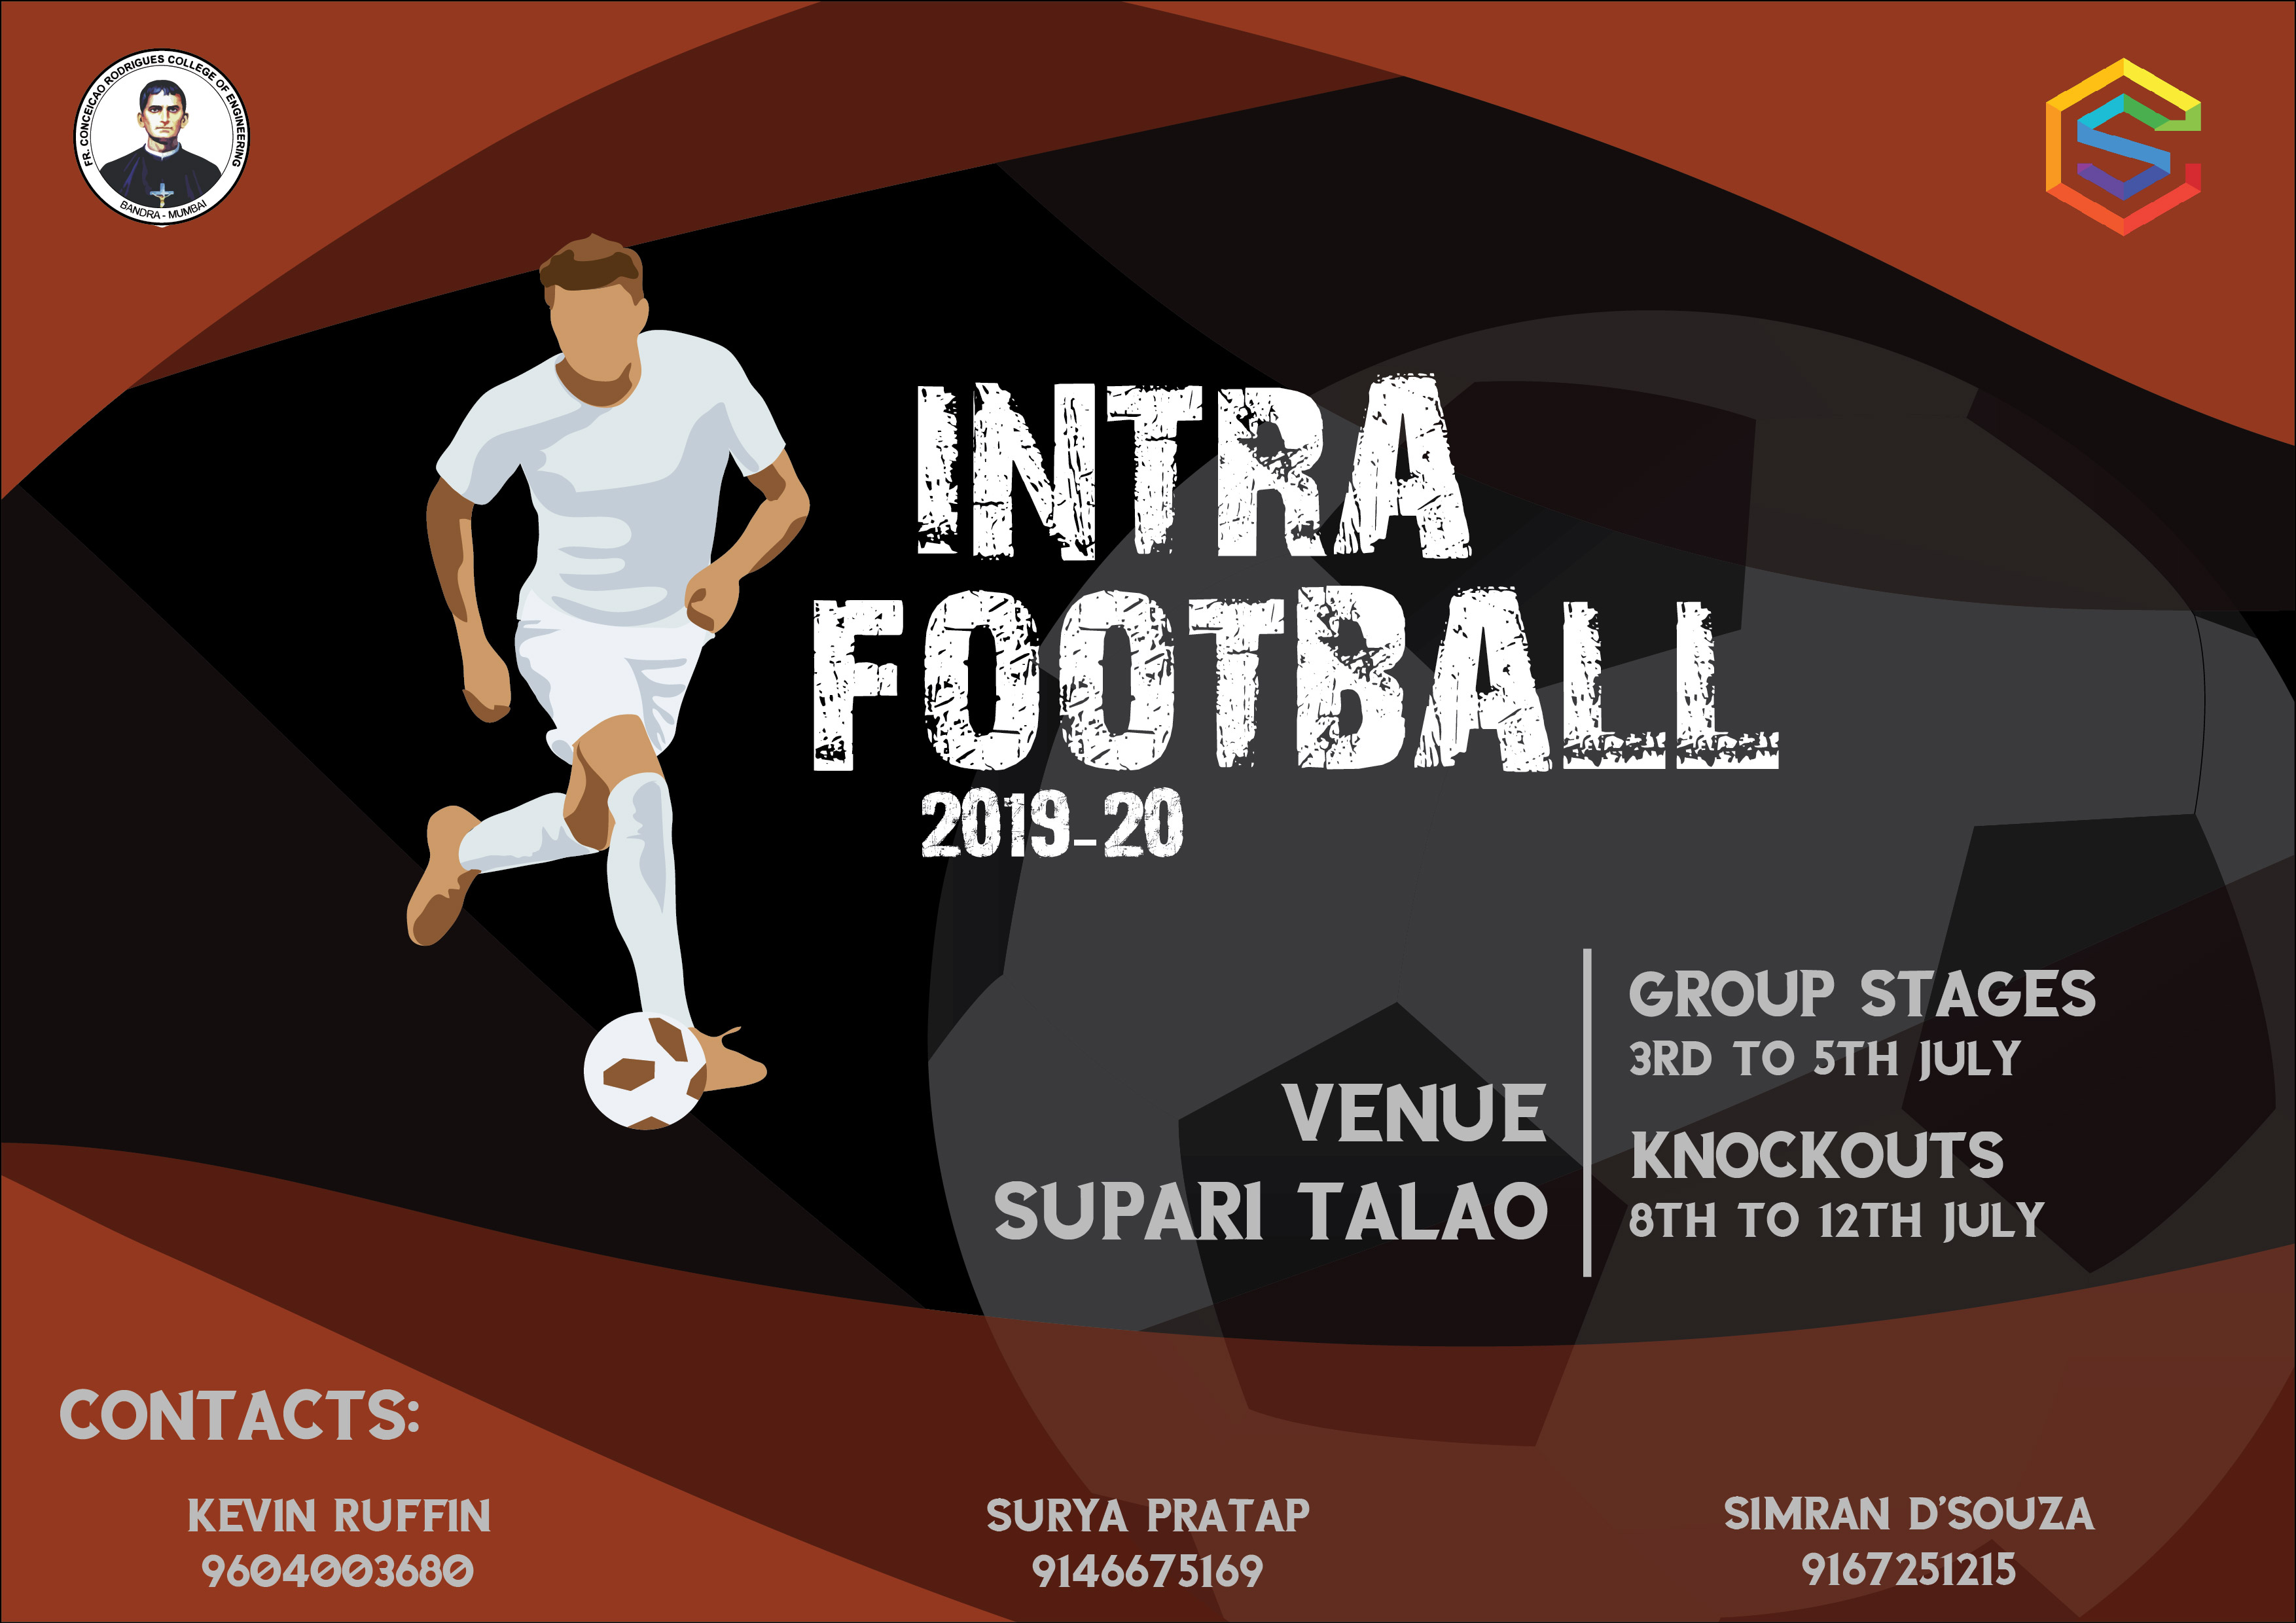 FR. CONCEICAO RODRIGUES COLLEGE OF ENGINEERING
BANDRA - MUMBAI
INTRA
FOOTBALL
2019-20
VENUE
SUPARI TALAO
GROUP STAGES
3RD TO 5TH JULY
KNOCKOUTS
8TH TO 12TH JULY
CONTACTS:
KEVIN RUFFIN
9604003680
SURYA PRATAP
9146675169
SIMRAN D'SOUZA
9167251215